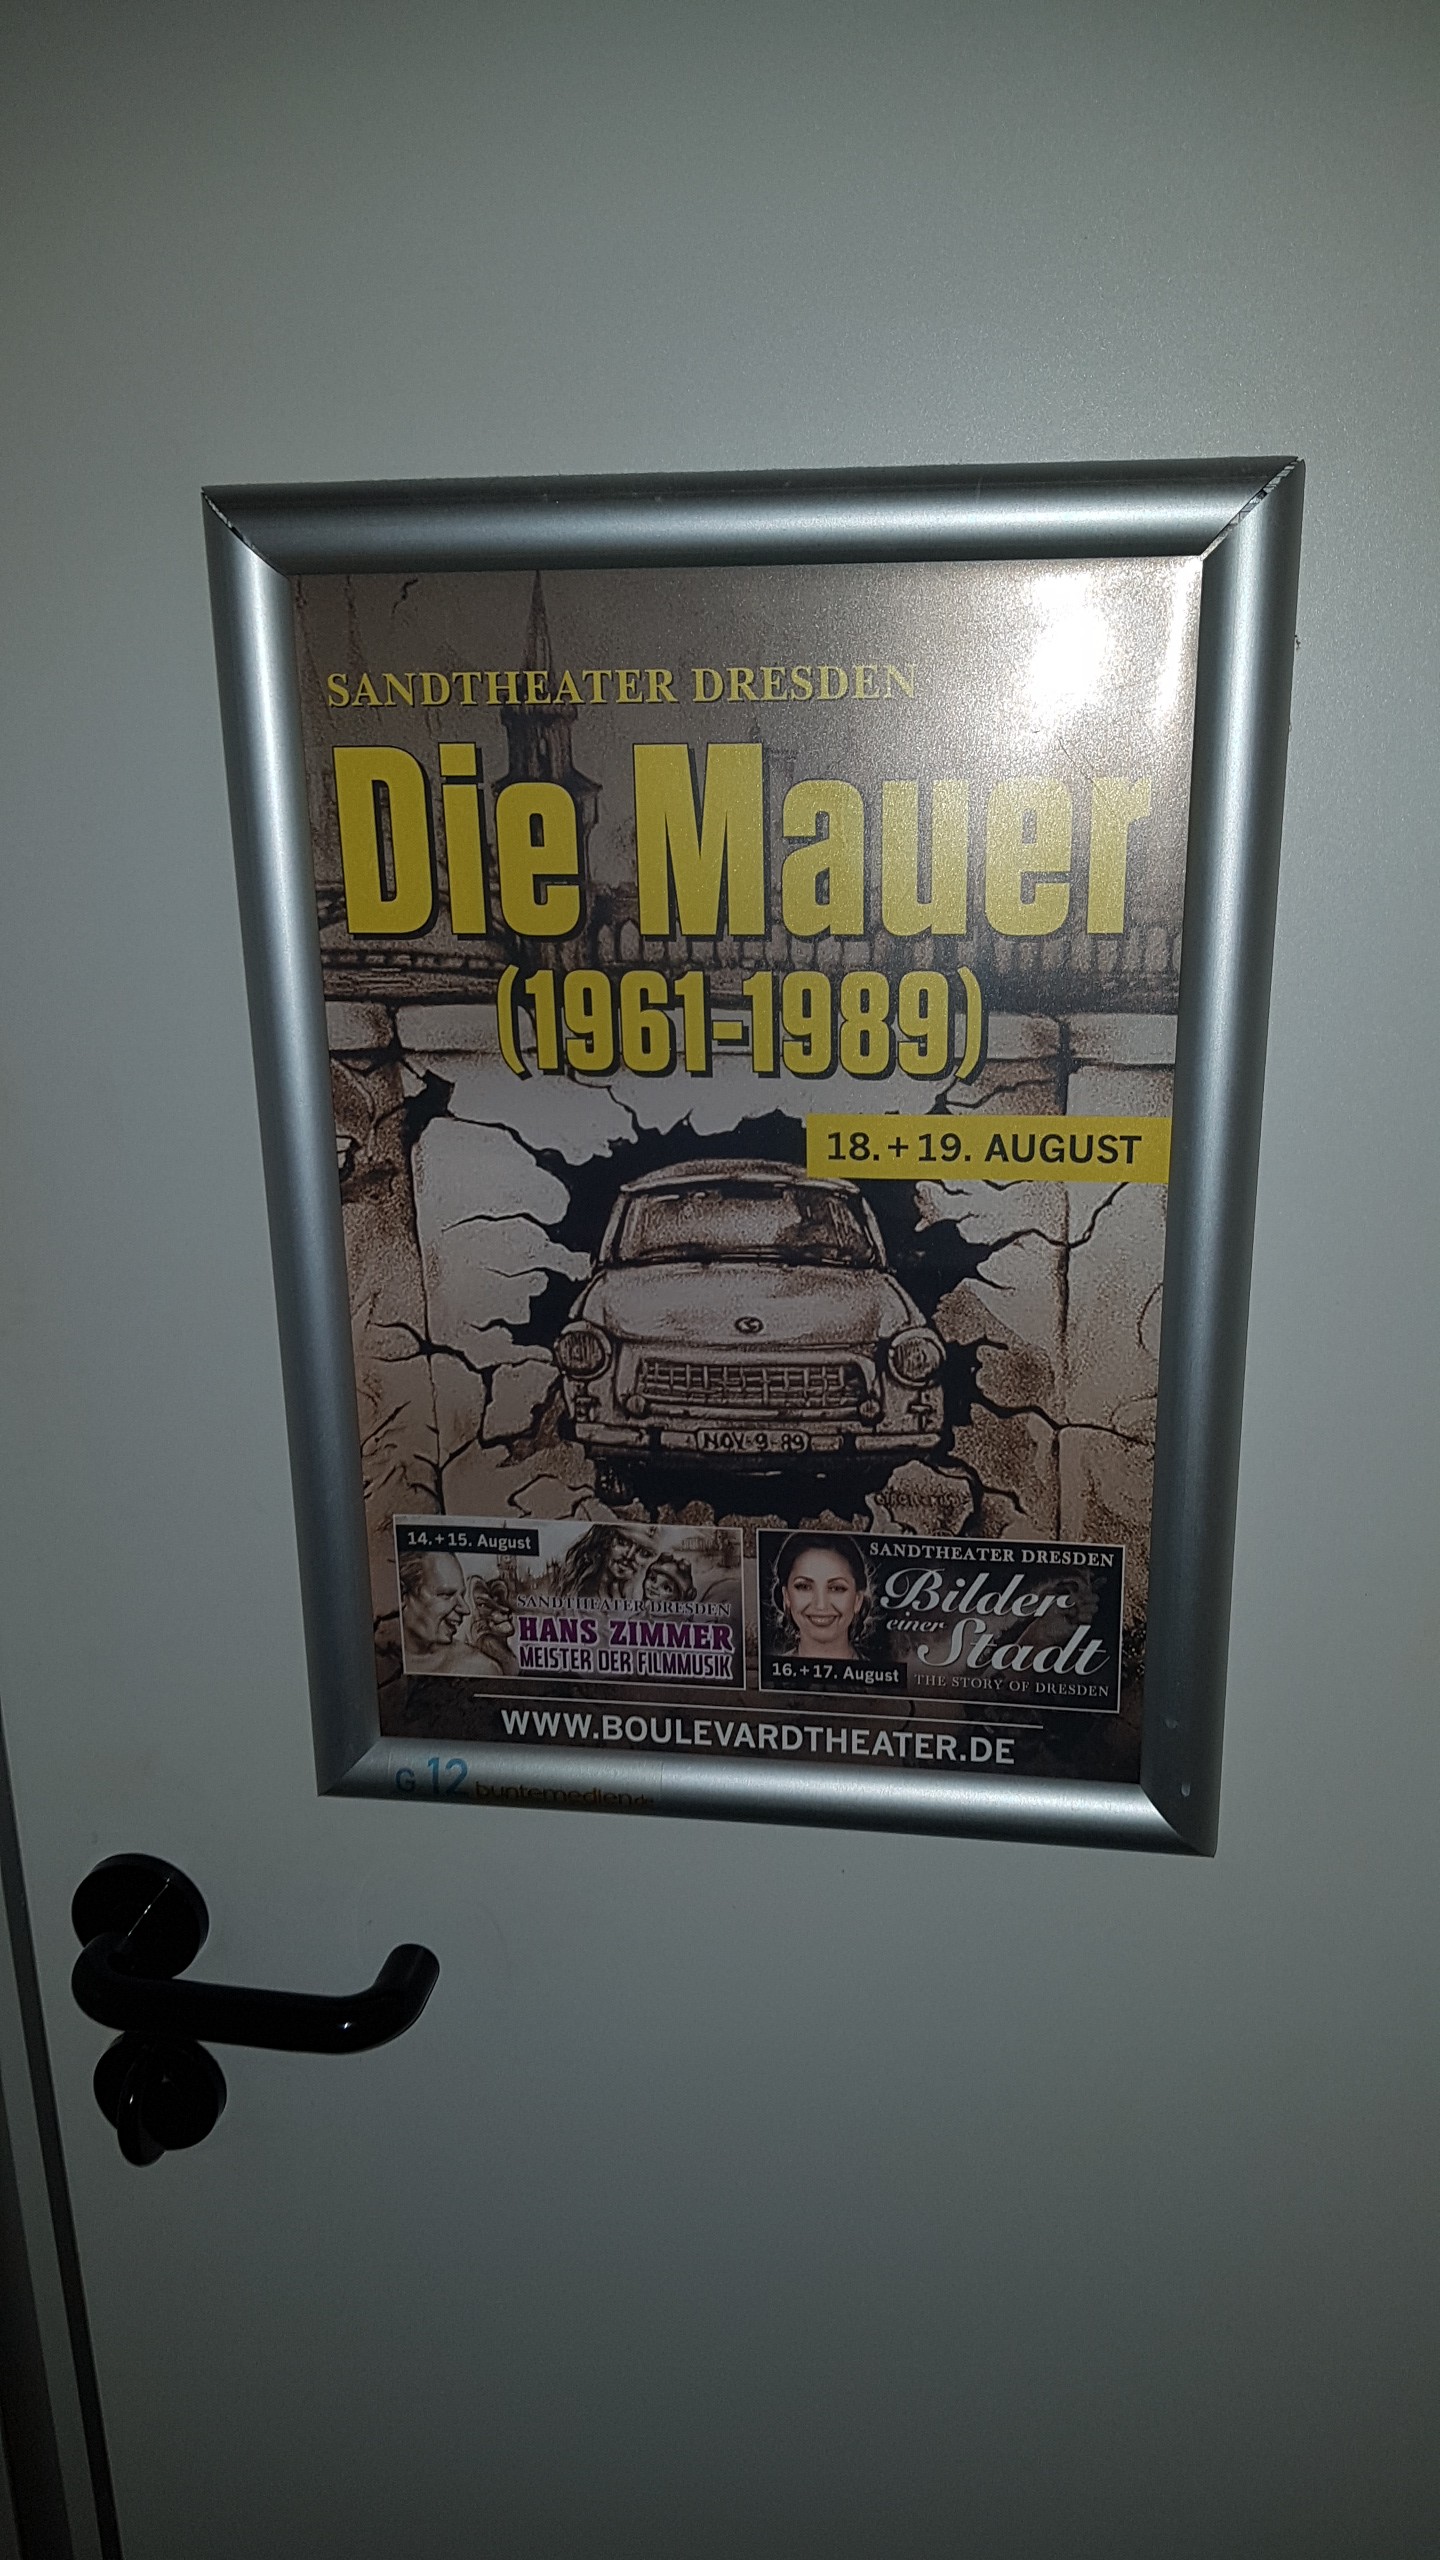 SANDTHEATER DRESDEN
Die Mauer
(1961-1989)
18.+19. AUGUST
NOV-9-89
14.+15. August
SANDTHEATER DRESDEN
HANS ZIMMER
MEISTER DER FILMMUSIK
SANDTHEATER DRESDEN
Bilder
einer
Stadt
16.+17. August
THE STORY OF DRESDEN
WWW.BOULEVARDTHEATER.DE
G 12 buntemedien.de